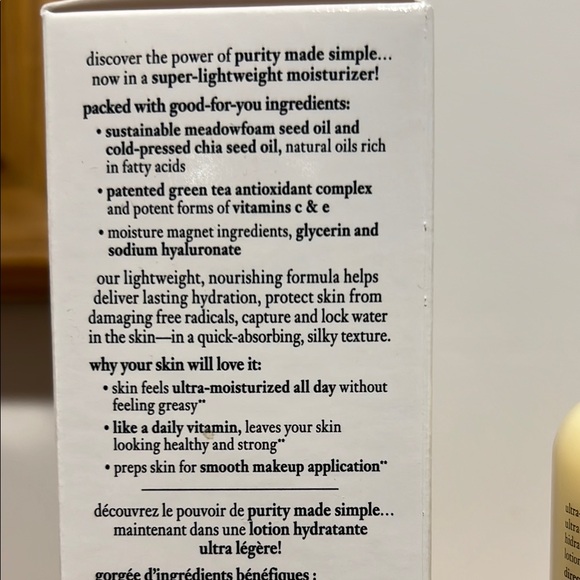 discover the power of purity made simple...
now in a super-lightweight moisturizer!
packed with good-for-you ingredients:
• sustainable meadowfoam seed oil and
cold-pressed chia seed oil, natural oils rich
in fatty acids
• patented green tea antioxidant complex
and potent forms of vitamins c & e
• moisture magnet ingredients, glycerin and
sodium hyaluronate
our lightweight, nourishing formula helps
deliver lasting hydration, protect skin from
damaging free radicals, capture and lock water
in the skin—in a quick-absorbing, silky texture.
why your skin will love it:
• skin feels ultra-moisturized all day without
feeling greasy**
• like a daily vitamin, leaves your skin
looking healthy and strong**
• preps skin for smooth makeup application**
découvrez le pouvoir de purity made simple...
maintenant dans une lotion hydratante
ultra légère!
gorgée d'ingrédients bénéfiques :
ultra-
ultra
hidra
lotion